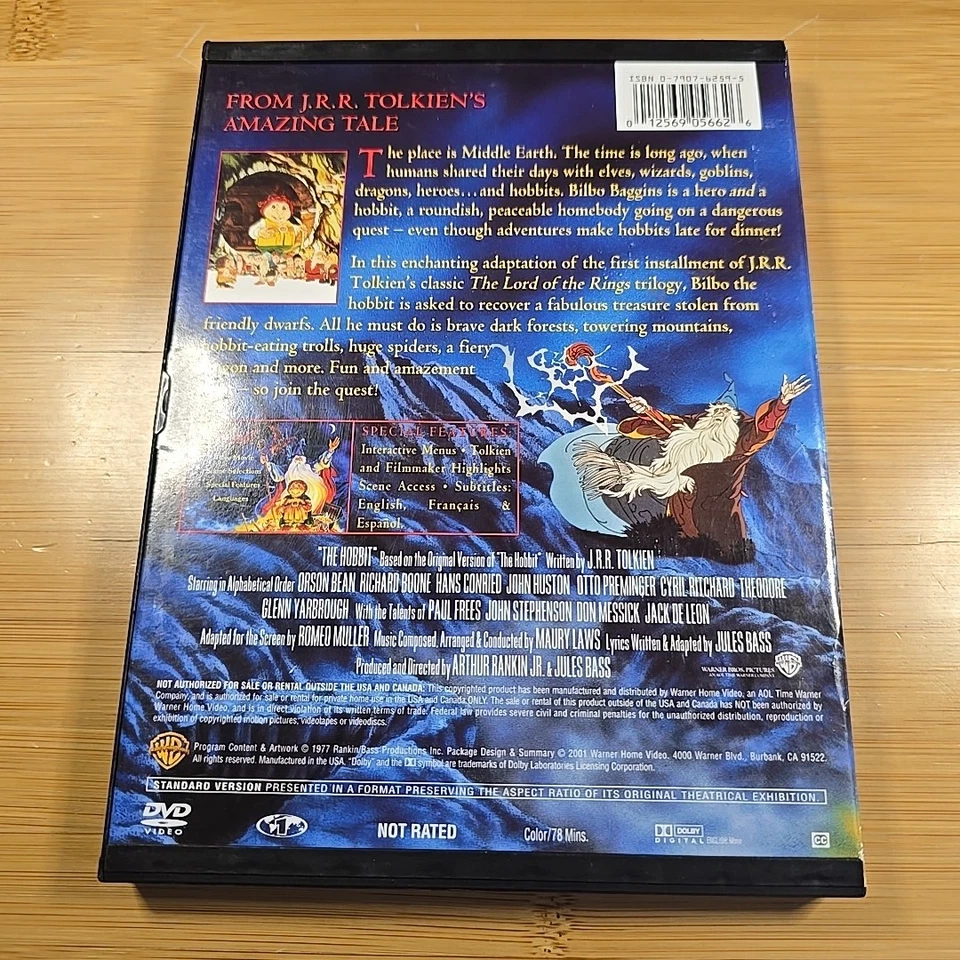 ISBN 0-7907-6259-5
0 12569 05662 6
FROM J.R.R. TOLKIEN'S
AMAZING TALE
The place is Middle Earth. The time is long ago, when
humans shared their days with elves, wizards, goblins,
dragons, heroes...and hobbits. Bilbo Baggins is a hero and a
hobbit, a roundish, peaceable homebody going on a dangerous
quest – even though adventures make hobbits late for dinner!
In this enchanting adaptation of the first installment of J.R.R.
Tolkien's classic The Lord of the Rings trilogy, Bilbo the
hobbit is asked to recover a fabulous treasure stolen from
friendly dwarfs. All he must do is brave dark forests, towering mountains,
hobbit-eating trolls, huge spiders, a fiery
and more. Fun and amazement
so join the quest!
Movie
Scene Selections
Special Features
Languages
SPECIAL FEATURES:
Interactive Menus • Tolkien
and Filmmaker Highlights
Scene Access • Subtitles:
English, Français &
Español.
"THE HOBBIT" Based on the Original Version of "The Hobbit" Written by J.R.R. TOLKIEN
Starring in Alphabetical Order ORSON BEAN RICHARD BOONE HANS CONRIED JOHN HUSTON OTTO PREMINGER CYRIL RITCHARD THEODORE
GLENN YARBROUGH With the Talents of PAUL FREES JOHN STEPHENSON DON MESSICK JACK DE LEON
Adapted for the Screen by ROMEO MULLER Music Composed, Arranged & Conducted by MAURY LAWS Lyrics Written & Adapted by JULES BASS
Produced and Directed by ARTHUR RANKIN JR. & JULES BASS
WARNER BROS. PICTURES
AN AOL TIME WARNER COMPANY
NOT AUTHORIZED FOR SALE OR RENTAL OUTSIDE THE USA AND CANADA: This copyrighted product has been manufactured and distributed by Warner Home Video, an AOL Time Warner
Company, and is authorized for sale or rental for private home use in the USA and Canada ONLY. The sale or rental of this product outside of the USA and Canada has NOT been authorized by
Warner Home Video, and is in direct violation of its written terms of trade. Federal law provides severe civil and criminal penalties for the unauthorized distribution, reproduction or
exhibition of copyrighted motion pictures, videotapes or videodiscs.
Program Content & Artwork © 1977 Rankin/Bass Productions Inc. Package Design & Summary © 2001 Warner Home Video. 4000 Warner Blvd., Burbank, CA 91522.
All rights reserved. Manufactured in the USA. "Dolby" and the symbol are trademarks of Dolby Laboratories Licensing Corporation.
STANDARD VERSION PRESENTED IN A FORMAT PRESERVING THE ASPECT RATIO OF ITS ORIGINAL THEATRICAL EXHIBITION.
DVD
VIDEO
1
NOT RATED
Color/78 Mins.
DOLBY
DIGITAL
ENGLISH: Mono
CC